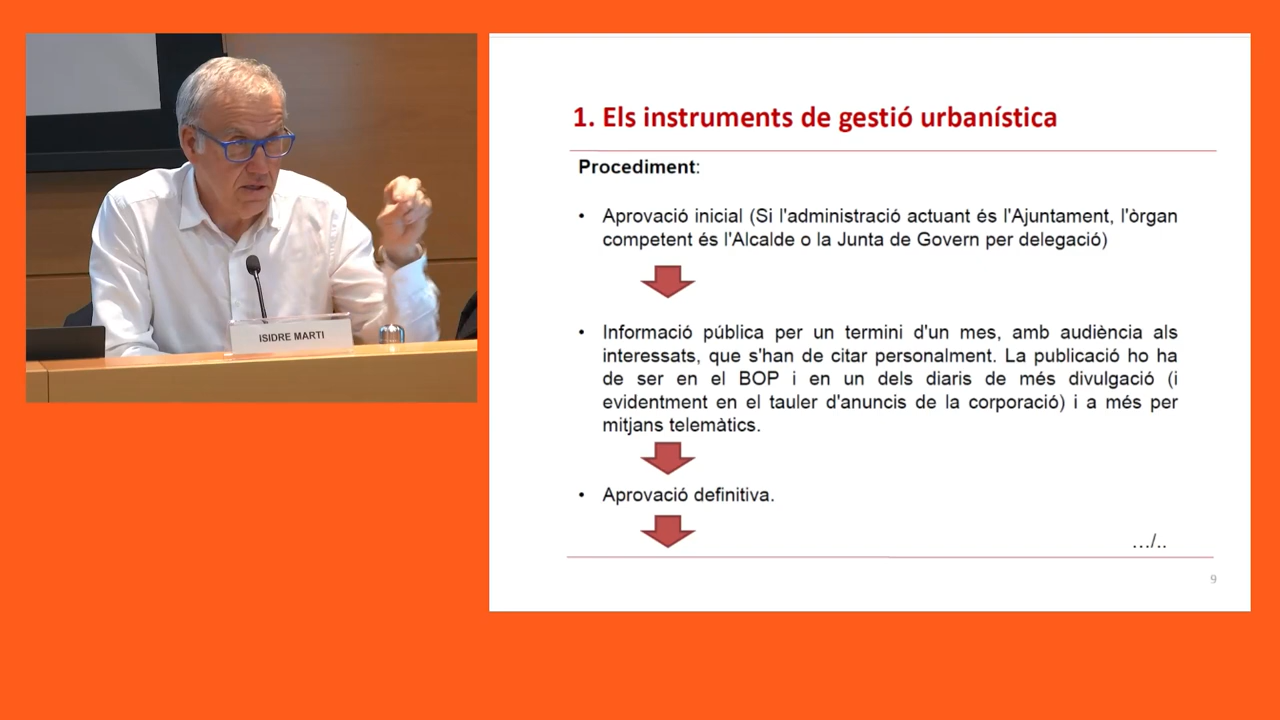 ISIDRE MARTI
1. Els instruments de gestió urbanística
Procediment:
• Aprovació inicial (Si l'administració actuant és l'Ajuntament, l'òrgan
competent és l'Alcalde o la Junta de Govern per delegació)
• Informació pública per un termini d'un mes, amb audiència als
interessats, que s'han de citar personalment. La publicació ho ha
de ser en el BOP i en un dels diaris de més divulgació (i
evidentment en el tauler d'anuncis de la corporació) i a més per
mitjans telemàtics.
• Aprovació definitiva.
…/..
9